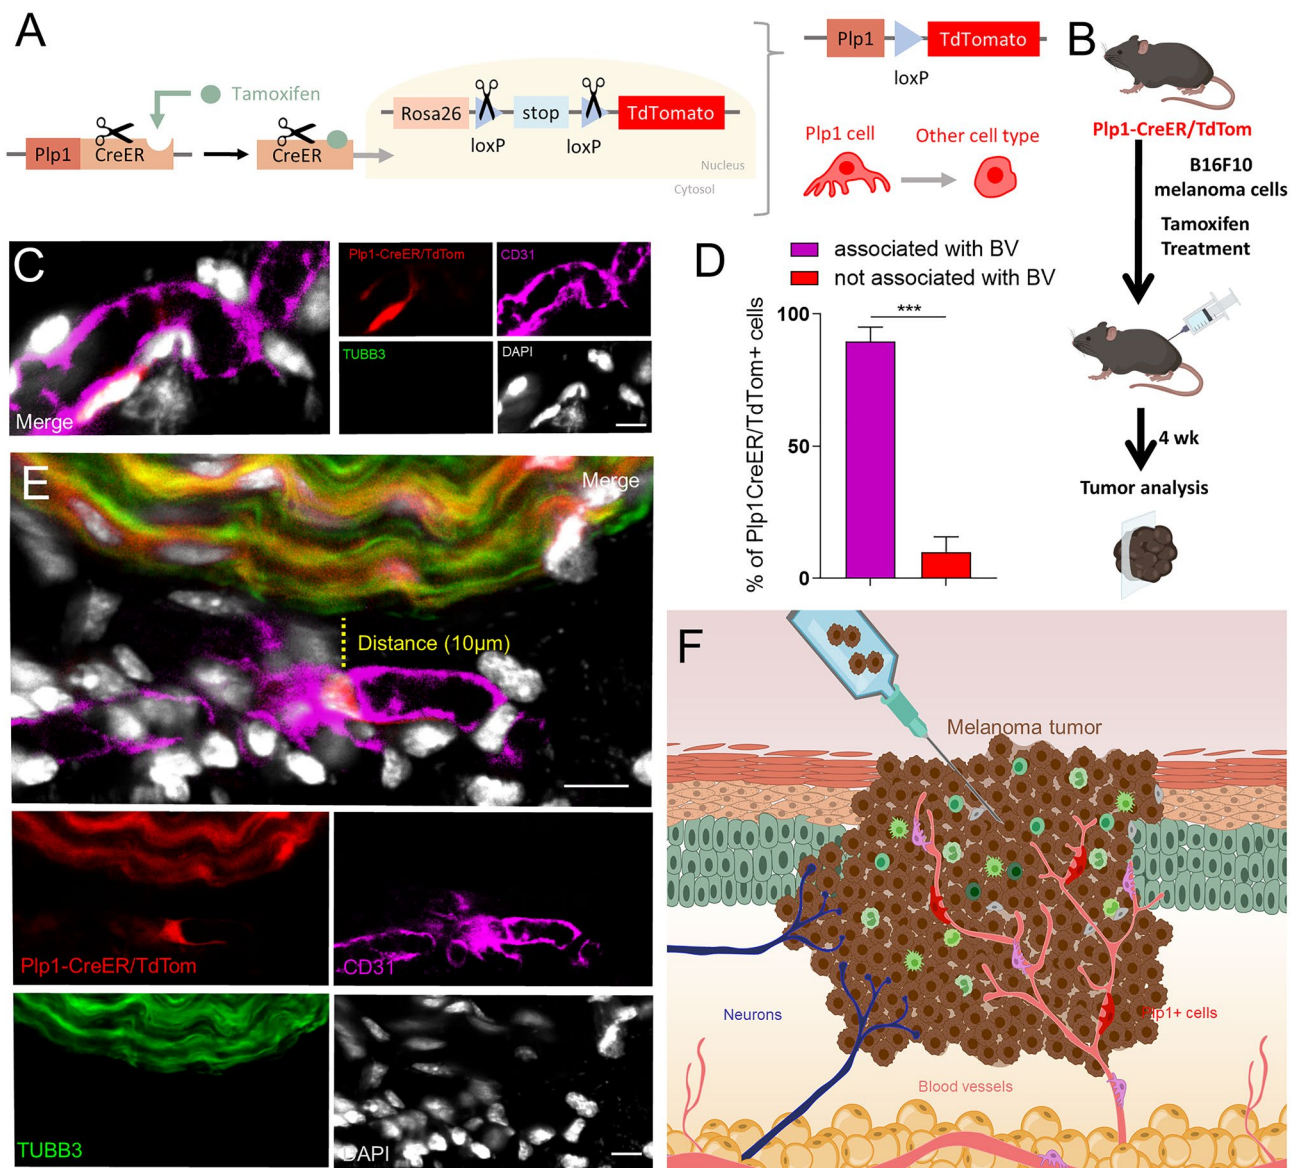 A
Tamoxifen
Plp1
CreER
CreER
Rosa26
stop
TdTomato
loxP
loxP
Nucleus
Cytosol
Plp1
TdTomato
loxP
Plp1 cell
Other cell type
B
Plp1-CreER/TdTom
B16F10
melanoma cells
Tamoxifen
Treatment
4 wk
Tumor analysis
C
Merge
Plp1-CreER/TdTom
CD31
TUBB3
DAPI
D
associated with BV
not associated with BV
% of Plp1CreER/TdTom+ cells
100
50
0
***
E
Merge
Distance (10µm)
Plp1-CreER/TdTom
CD31
TUBB3
DAPI
F
Melanoma tumor
Neurons
Plp1+ cells
Blood vessels